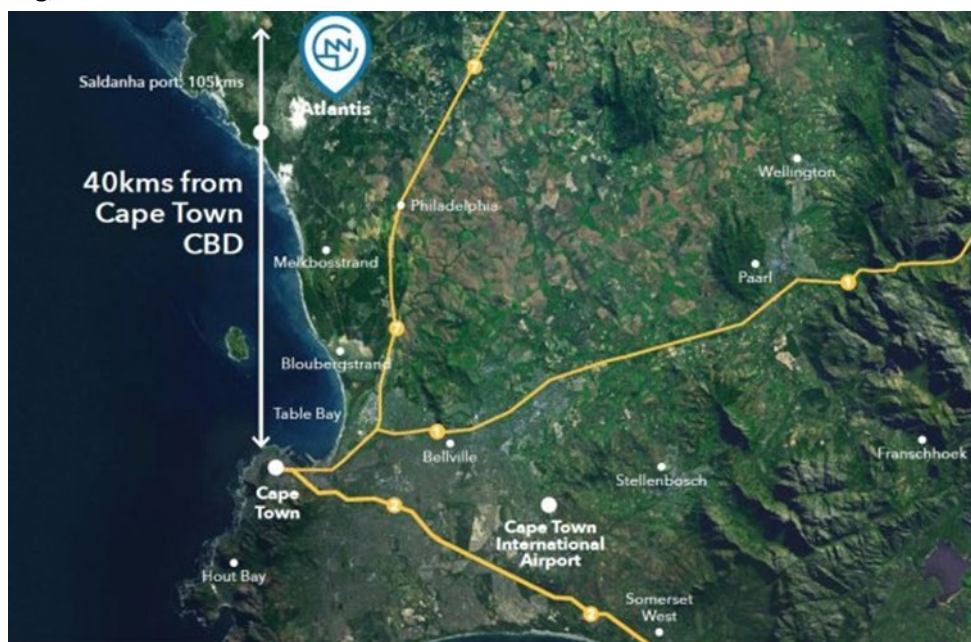 Saldanha port: 105kms
Atlantis
7
40kms from
Cape Town
CBD
Wellington
Philadelphia
Melkbosstrand
Paarl
1
7
Bloubergstrand
Table Bay
1
Bellville
Franschhoek
Stellenbosch
Cape
Town
2
Cape Town
International
Airport
Hout Bay
Somerset
West
2